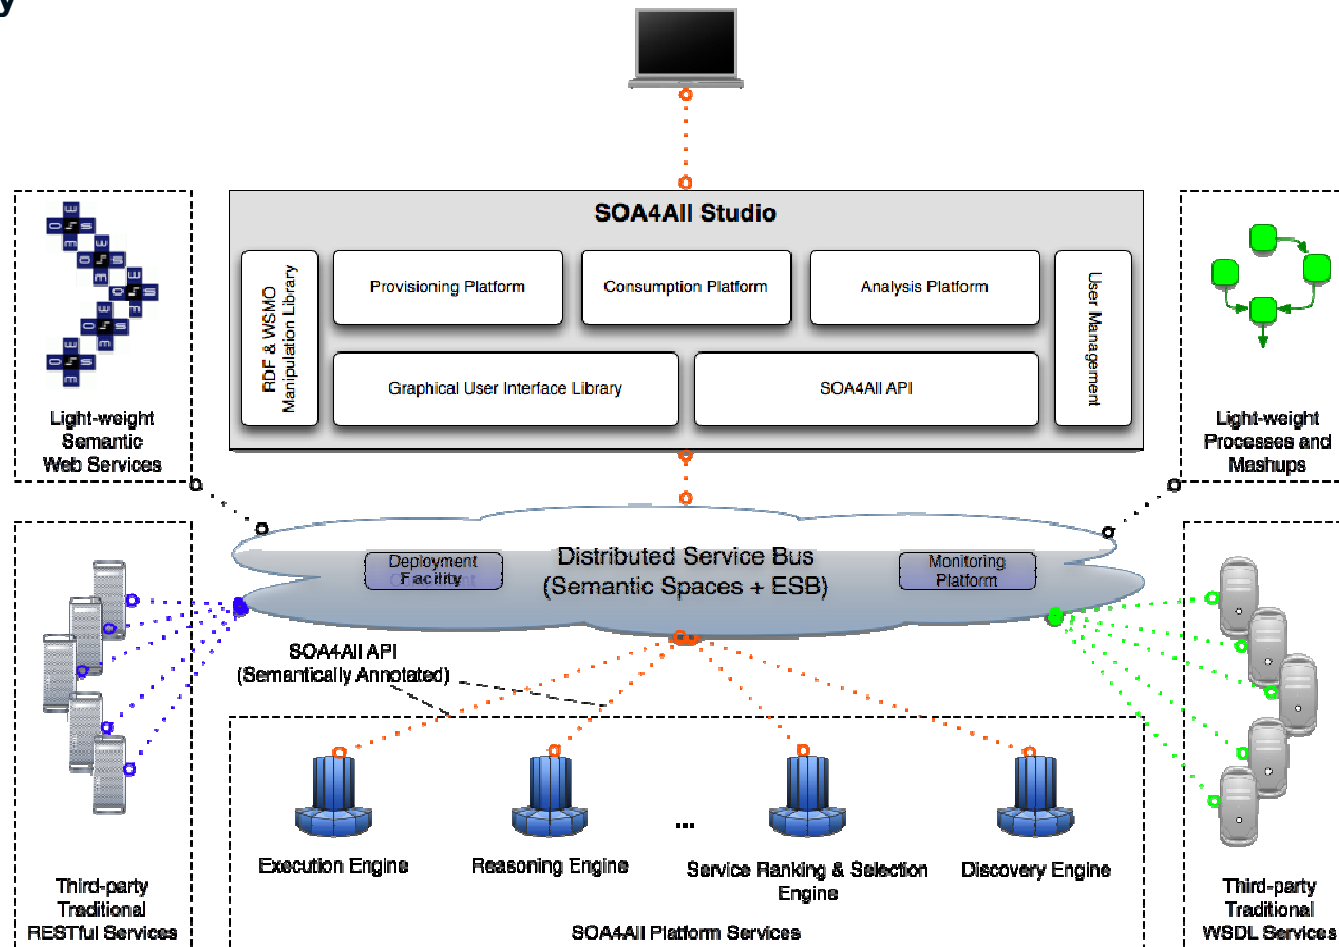 y
SOA4All Studio
RDF & WSMO
Manipulation Library
Provisioning Platform
Consumption Platform
Analysis Platform
User Management
Graphical User Interface Library
SOA4All API
Light-weight
Semantic
Web Services
Light-weight
Processes and
Mashups
Deployment
Facility
Distributed Service Bus
(Semantic Spaces + ESB)
Monitoring
Platform
SOA4All API
(Semantically Annotated)
Execution Engine
Reasoning Engine
...
Service Ranking & Selection
Engine
Discovery Engine
Third-party
Traditional
RESTful Services
SOA4All Platform Services
Third-party
Traditional
WSDL Services